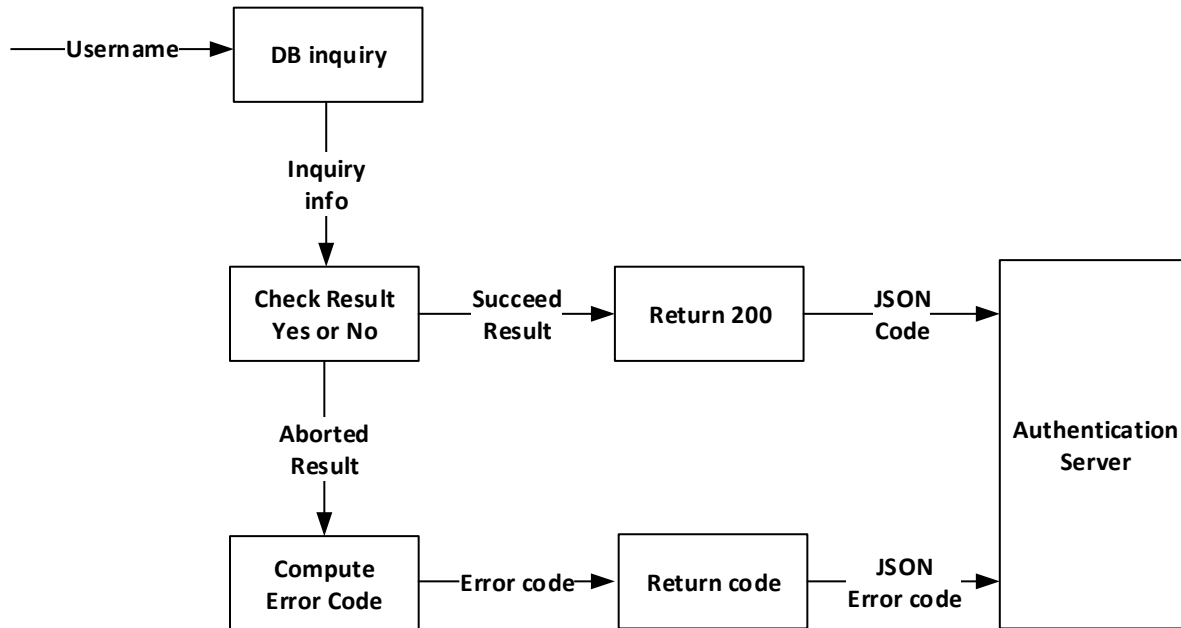 Username
DB inquiry
Inquiry
info
Check Result
Yes or No
Succeed
Result
Return 200
JSON
Code
Aborted
Result
Authentication
Server
Compute
Error Code
Error code
Return code
JSON
Error code